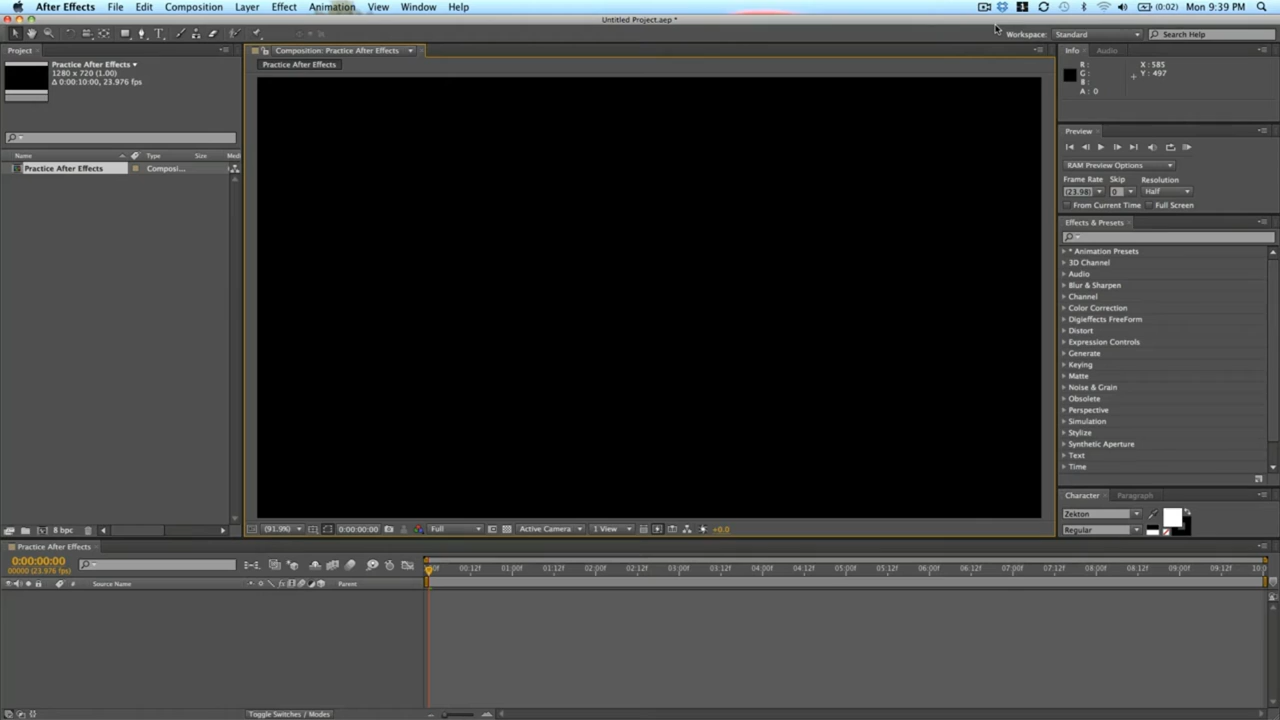 After Effects File Edit Composition Layer Effect Animation View Window Help (0:02) Mon 9:39 PM
Untitled Project.aep *
Workspace: Standard Search Help
Project
Practice After Effects
1280 x 720 (1.00)
Δ 0:00:10:00, 23.976 fps
Name Type Size Medi
Practice After Effects Composi...
8 bpc
Composition: Practice After Effects
Practice After Effects
(91.9%) 0:00:00:00 Full Active Camera 1 View +0.0
Info Audio
R : X : 585
G : Y : 497
B :
A : 0
Preview
RAM Preview Options
Frame Rate Skip Resolution
(23.98) 0 Half
From Current Time Full Screen
Effects & Presets
* Animation Presets
3D Channel
Audio
Blur & Sharpen
Channel
Color Correction
Digieffects FreeForm
Distort
Expression Controls
Generate
Keying
Matte
Noise & Grain
Obsolete
Perspective
Simulation
Stylize
Synthetic Aperture
Text
Time
Character Paragraph
Zekton
Regular
Practice After Effects
0:00:00:00
00000 (23.976 fps)
# Source Name Parent
00:12f 01:00f 01:12f 02:00f 02:12f 03:00f 03:12f 04:00f 04:12f 05:00f 05:12f 06:00f 06:12f 07:00f 07:12f 08:00f 08:12f 09:00f 09:12f 10:0
Toggle Switches / Modes